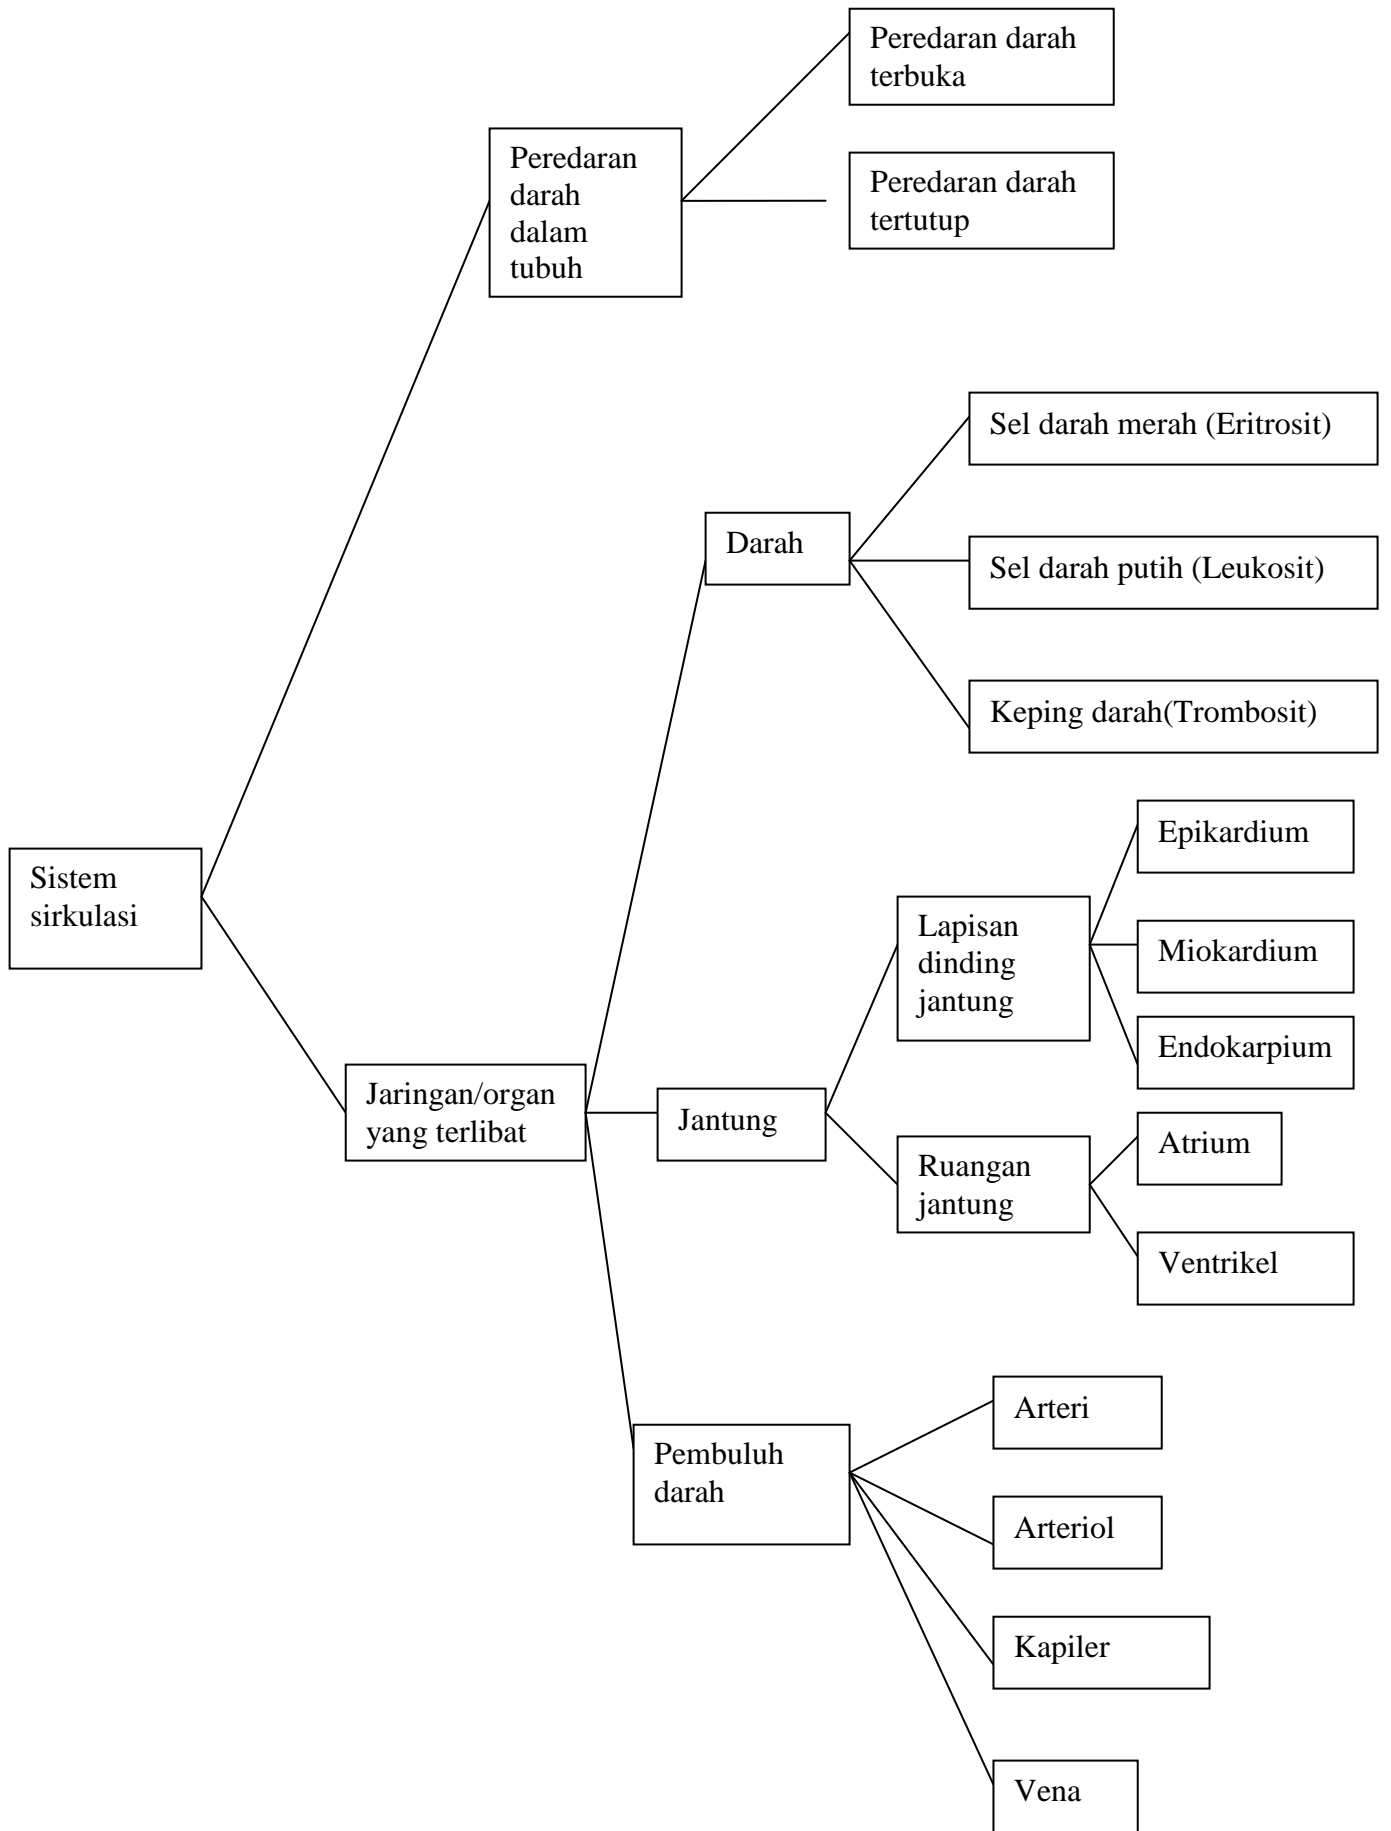 Peredaran darah
terbuka
Peredaran
darah
dalam
tubuh
Peredaran darah
tertutup
Sel darah merah (Eritrosit)
Darah
Sel darah putih (Leukosit)
Keping darah(Trombosit)
Epikardium
Sistem
sirkulasi
Lapisan
dinding
jantung
Miokardium
Endokarpium
Jaringan/organ
yang terlibat
Jantung
Atrium
Ruangan
jantung
Ventrikel
Arteri
Pembuluh
darah
Arteriol
Kapiler
Vena